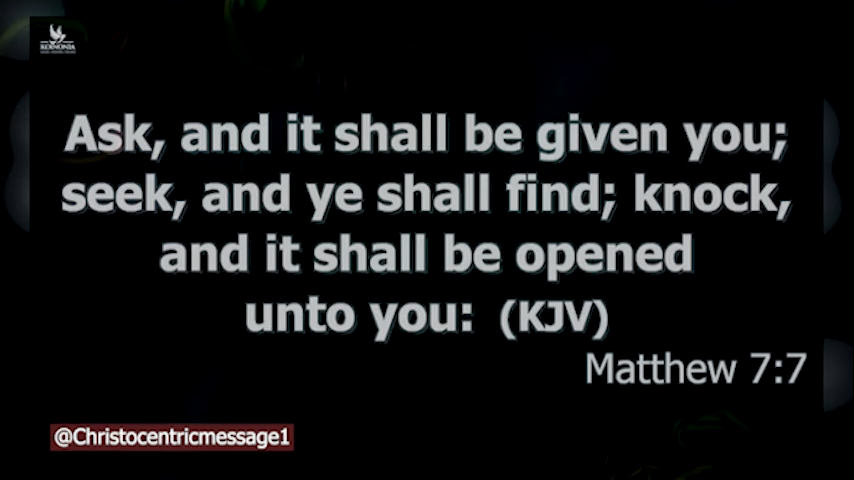 KOINONIA
Ask, and it shall be given you;
seek, and ye shall find; knock,
and it shall be opened
unto you: (KJV)
Matthew 7:7
@Christocentricmessage1